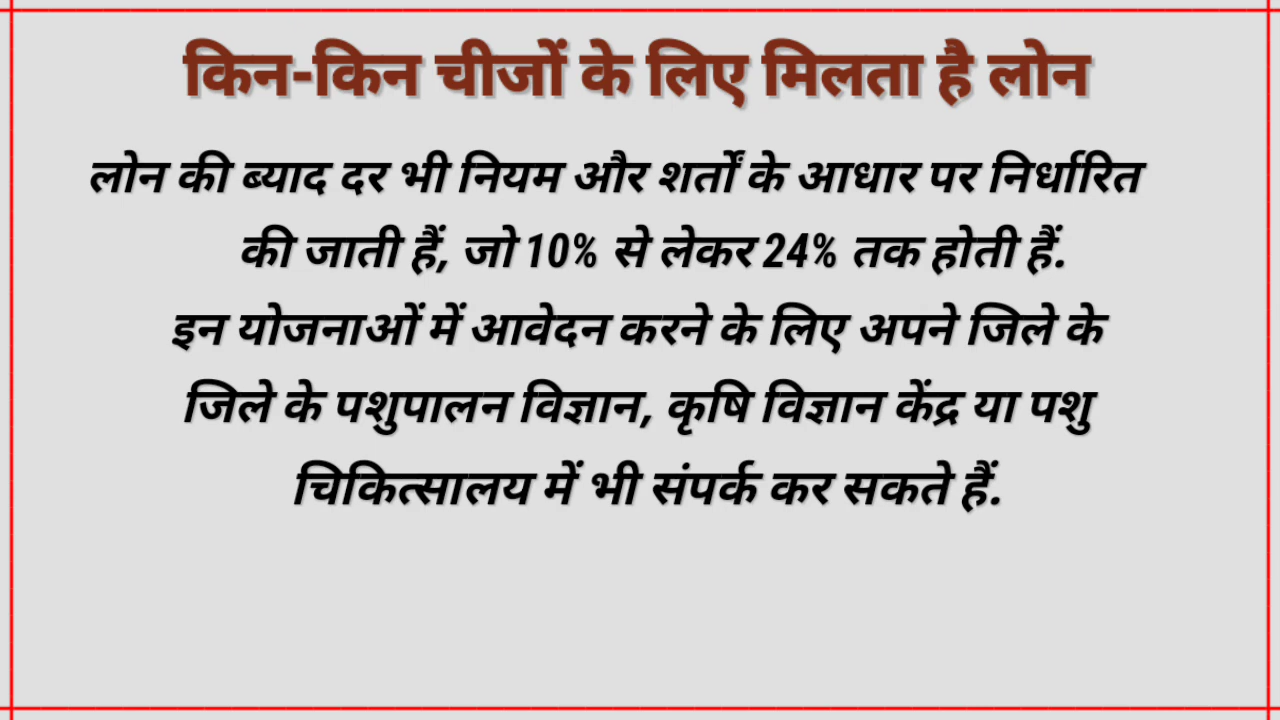 किन-किन चीजों के लिए मिलता है लोन
लोन की ब्याद दर भी नियम और शर्तों के आधार पर निर्धारित
की जाती हैं, जो 10% से लेकर 24% तक होती हैं.
इन योजनाओं में आवेदन करने के लिए अपने जिले के
जिले के पशुपालन विज्ञान, कृषि विज्ञान केंद्र या पशु
चिकित्सालय में भी संपर्क कर सकते हैं.